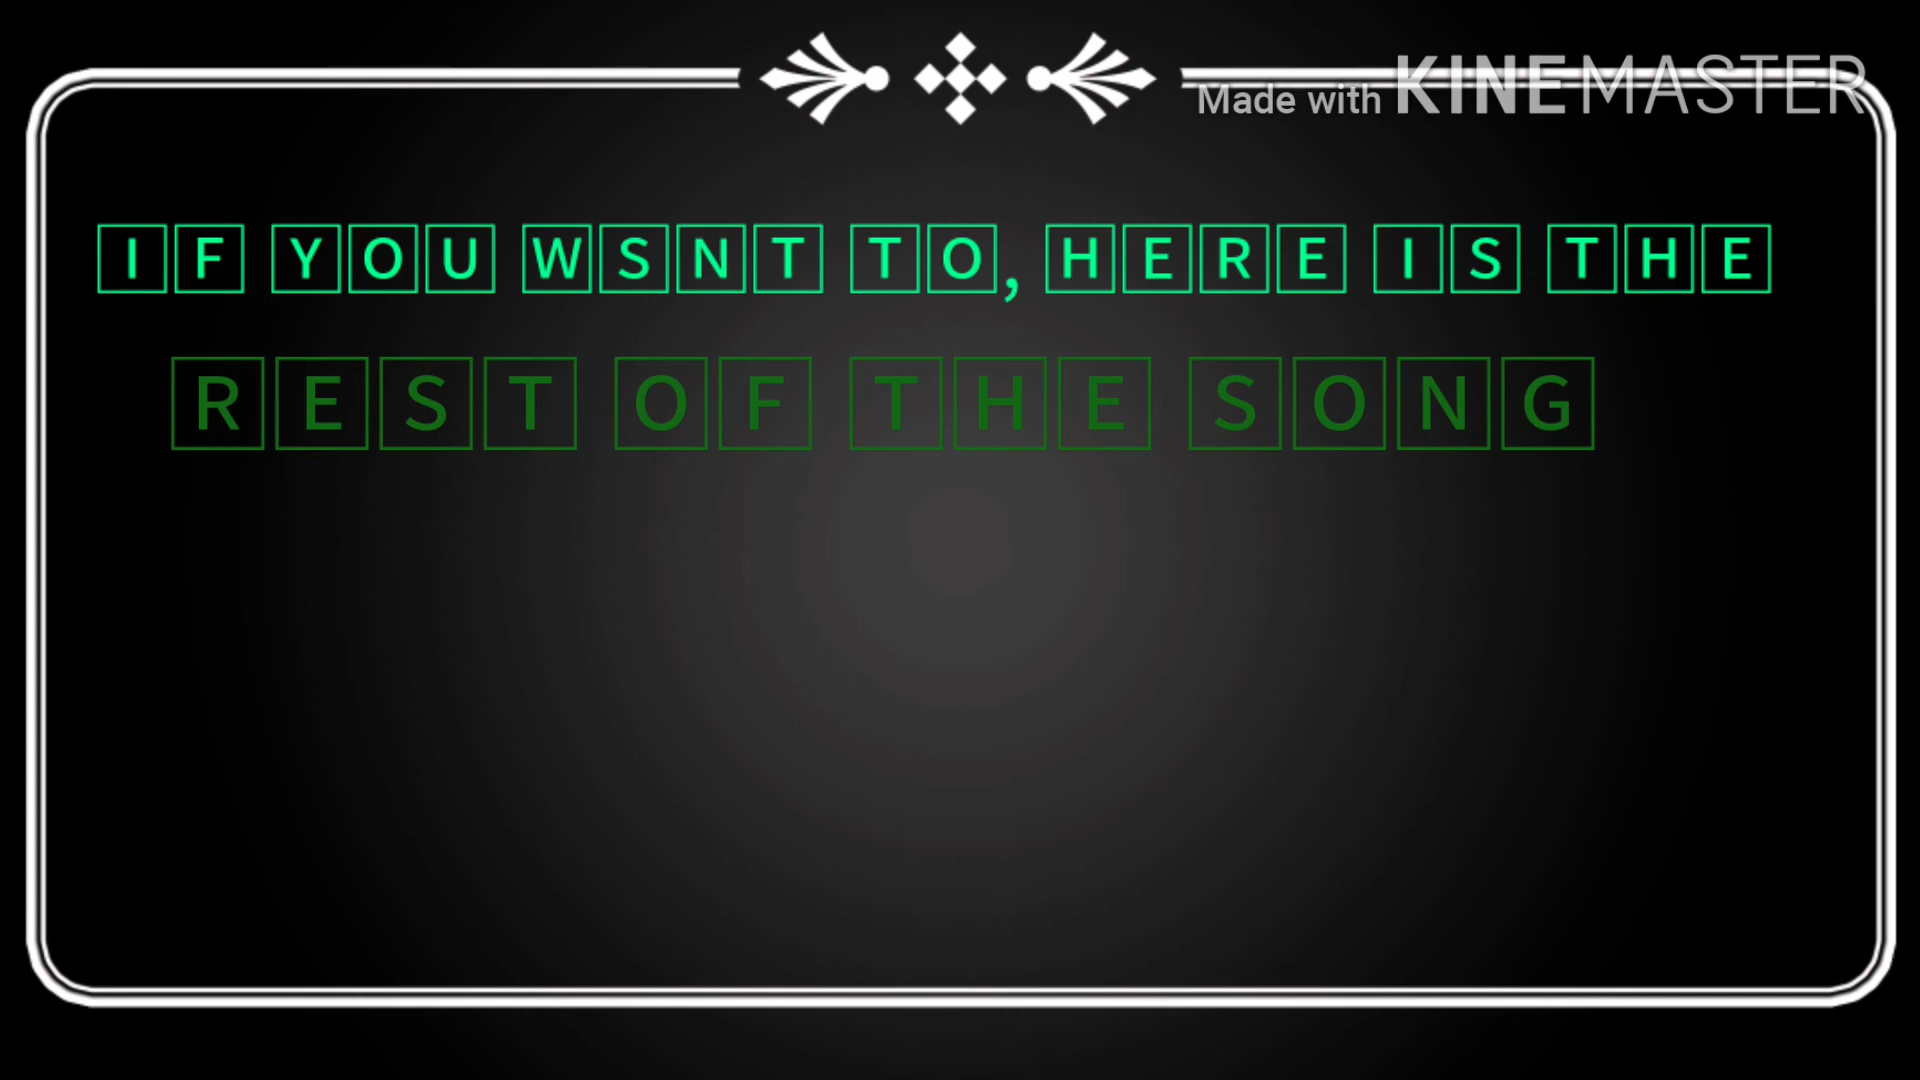 Made with KINEMASTER
IF YOU WSNT TO, HERE IS THE
REST OF THE SONG